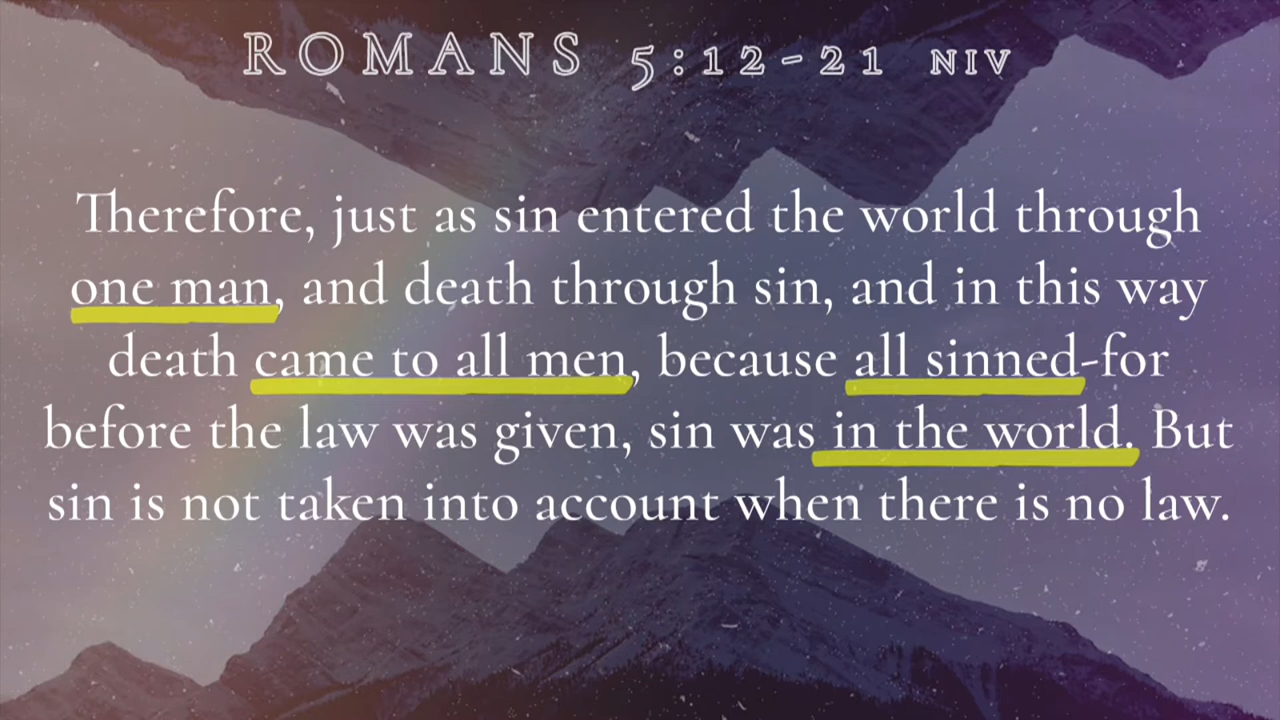 ROMANS 5:12-21 NIV
Therefore, just as sin entered the world through
one man, and death through sin, and in this way
death came to all men, because all sinned-for
before the law was given, sin was in the world. But
sin is not taken into account when there is no law.